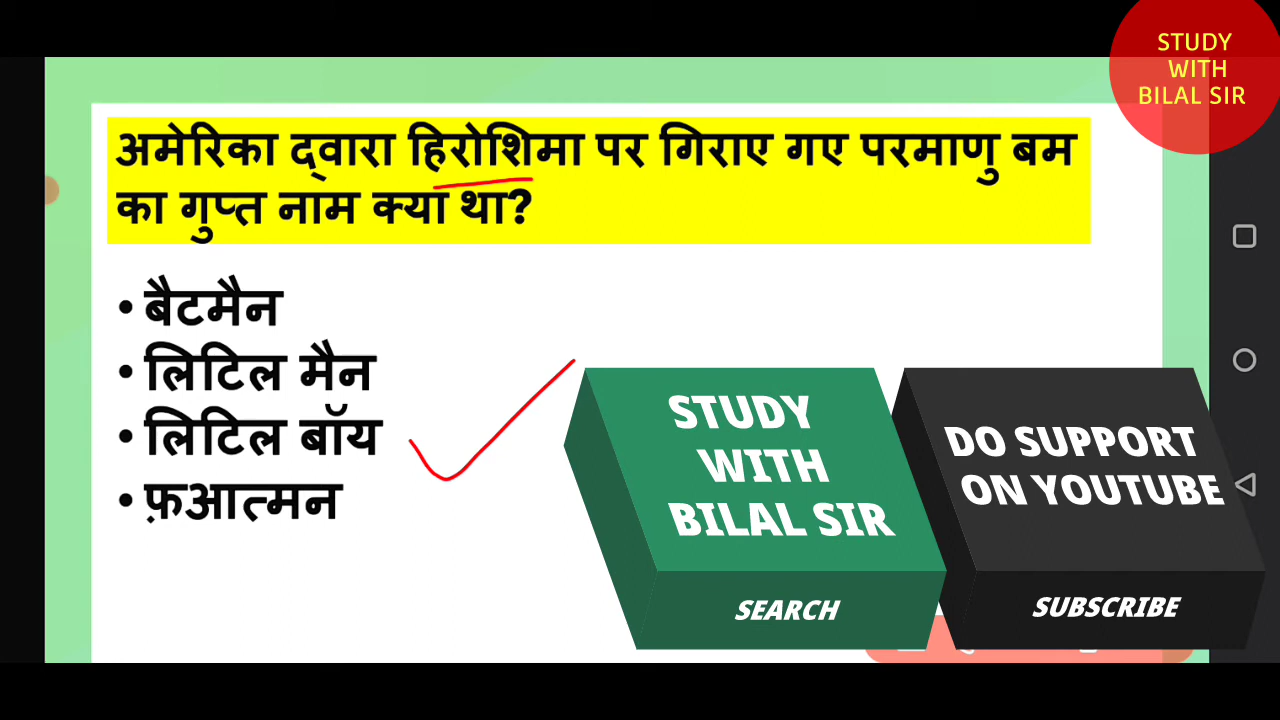 STUDY
WITH
BILAL SIR
अमेरिका द्वारा हिरोशिमा पर गिराए गए परमाणु बम
का गुप्त नाम क्या था?
• बैटमैन
• लिटिल मैन
• लिटिल बॉय
• फ़आत्मन
STUDY
WITH
BILAL SIR
SEARCH
DO SUPPORT
ON YOUTUBE
SUBSCRIBE